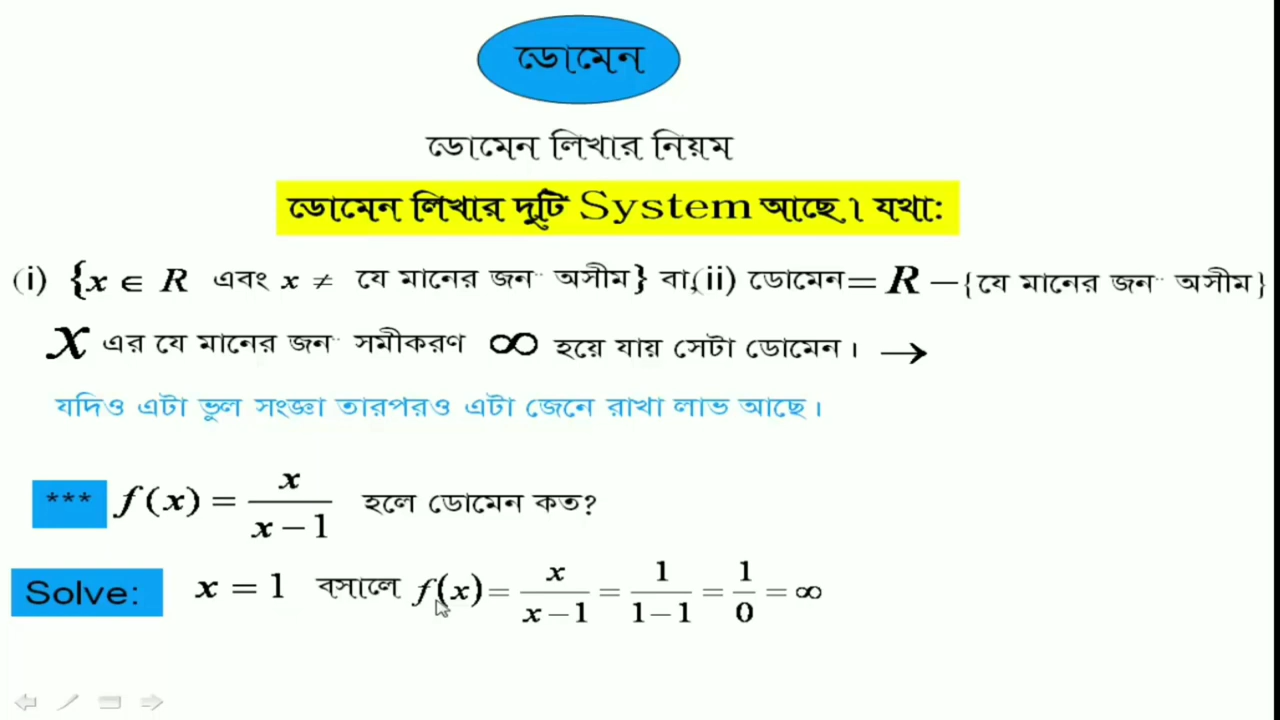 ডোমেন
ডোমেন লিখার নিয়ম
ডোমেন লিখার দুটি System আছে। যথা:
(i) {x ∈ R এবং x ≠ যে মানের জন্য অসীম} বা,(ii) ডোমেন = R − {যে মানের জন্য অসীম}
x এর যে মানের জন্য সমীকরণ ∞ হয়ে যায় সেটা ডোমেন। →
যদিও এটা ভুল সংজ্ঞা তারপরও এটা জেনে রাখা লাভ আছে।
*** f(x) = x/(x−1) হলে ডোমেন কত?
Solve: x = 1 বসালে f(x) = x/(x−1) = 1/(1−1) = 1/0 = ∞